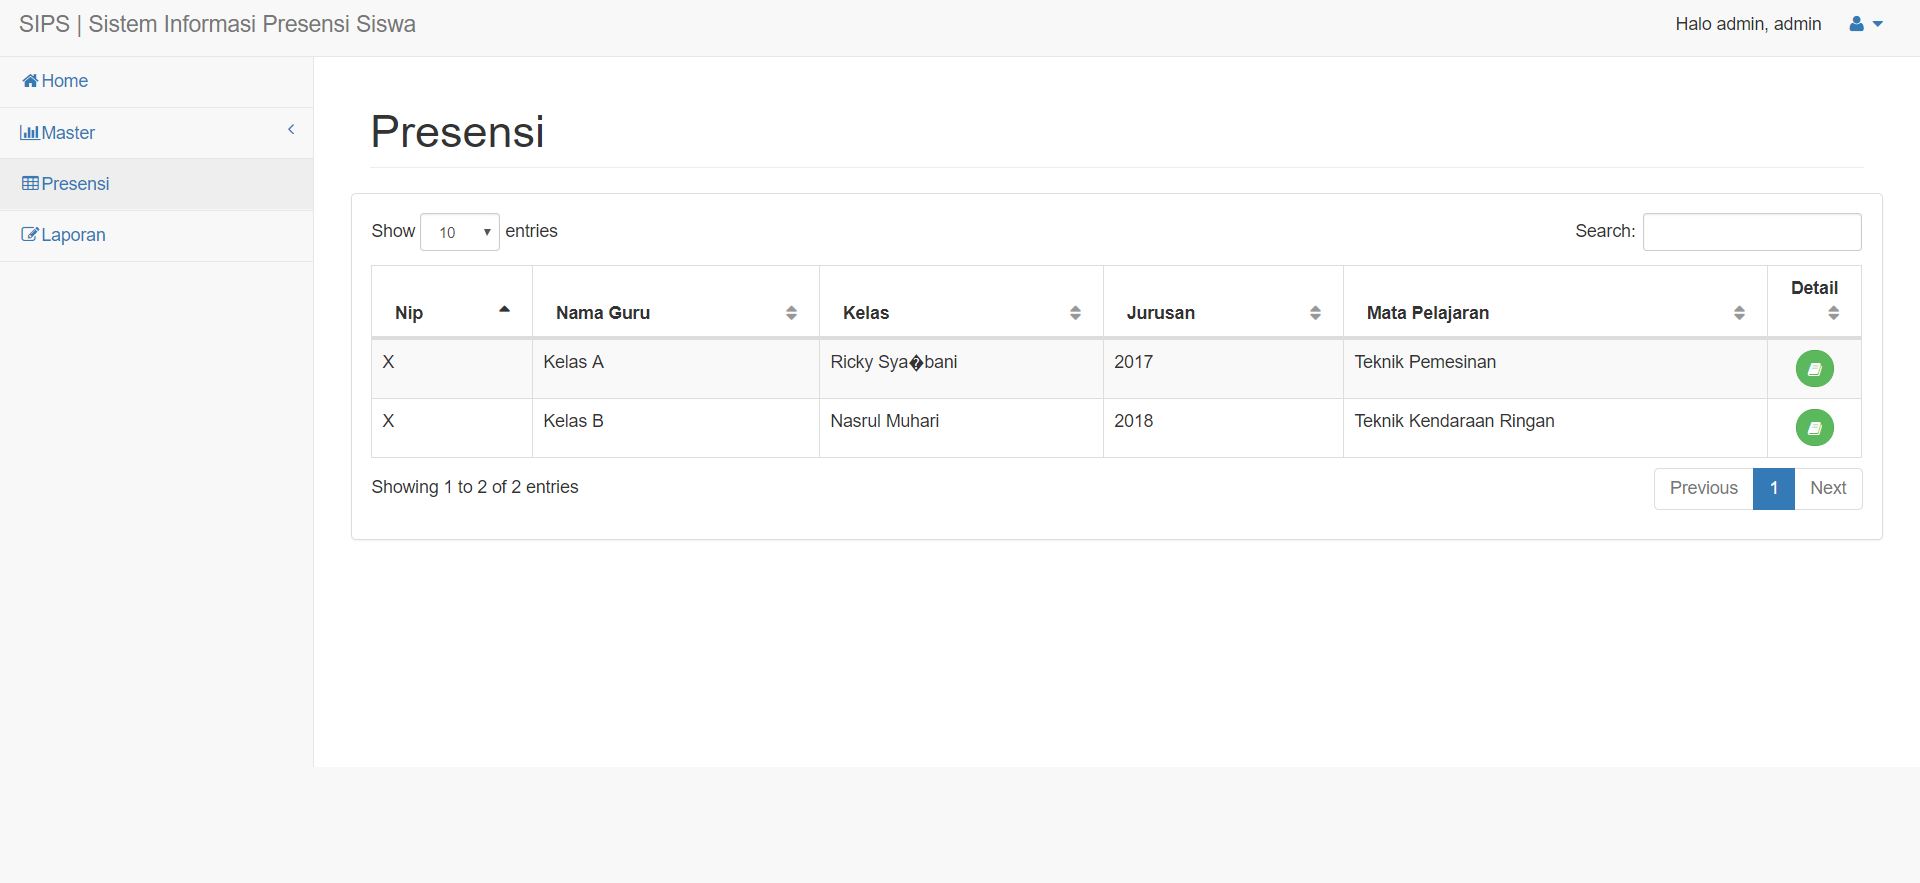 SIPS | Sistem Informasi Presensi Siswa
Halo admin, admin
Home
Master
Presensi
Laporan
Presensi
Show 10 entries
Search:
Nip Nama Guru Kelas Jurusan Mata Pelajaran Detail
X Kelas A Ricky Sya�bani 2017 Teknik Pemesinan
X Kelas B Nasrul Muhari 2018 Teknik Kendaraan Ringan
Showing 1 to 2 of 2 entries
Previous 1 Next